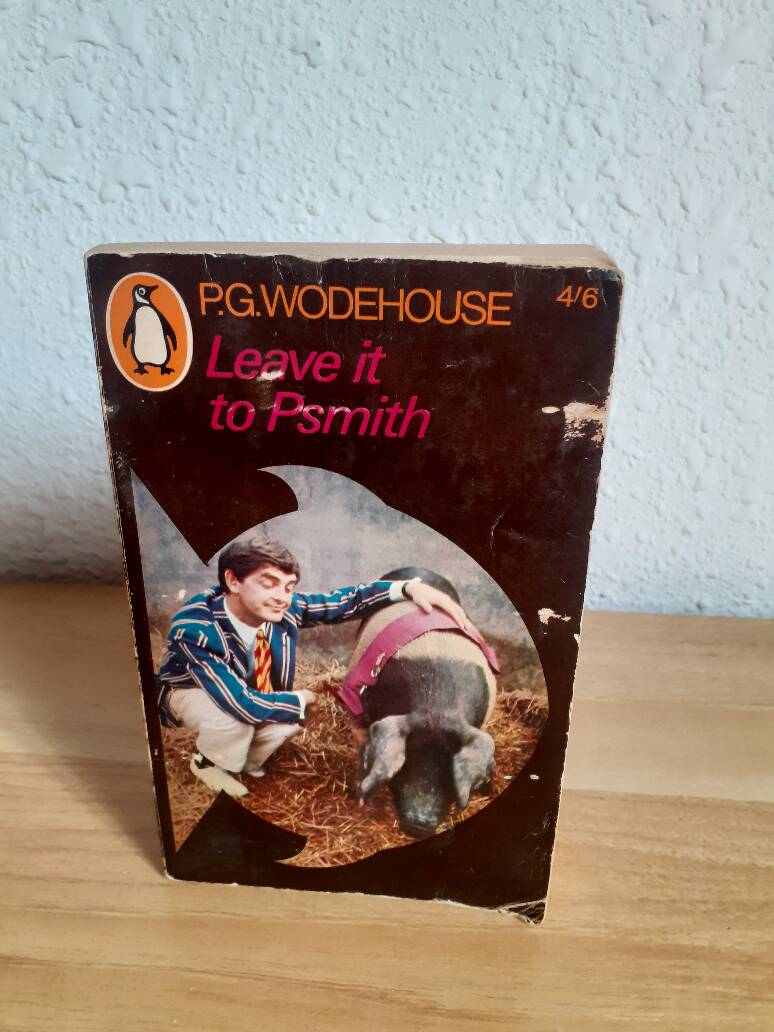 P.G.WODEHOUSE 4/6
Leave it
to Psmith